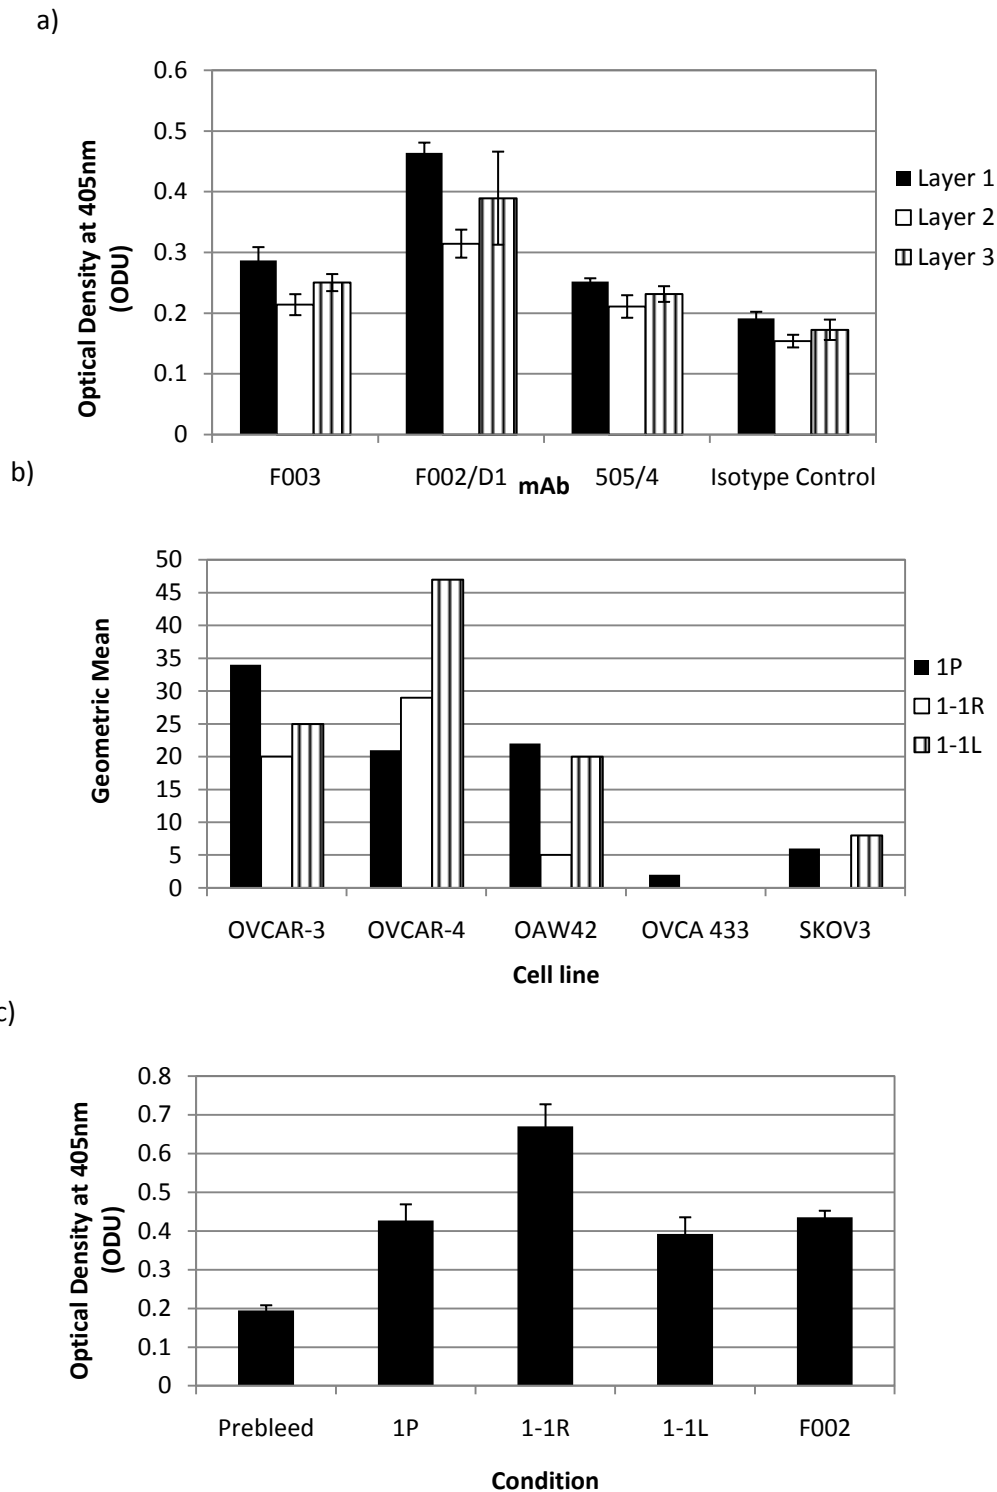 a)
0.6
0.5
0.4
0.3
0.2
0.1
0
Optical Density at 405nm
(ODU)
F003 F002/D1 505/4 Isotype Control
mAb
Layer 1
Layer 2
Layer 3
b)
50
45
40
35
30
25
20
15
10
5
0
Geometric Mean
OVCAR-3 OVCAR-4 OAW42 OVCA 433 SKOV3
Cell line
1P
1-1R
1-1L
c)
0.8
0.7
0.6
0.5
0.4
0.3
0.2
0.1
0
Optical Density at 405nm
(ODU)
Prebleed 1P 1-1R 1-1L F002
Condition